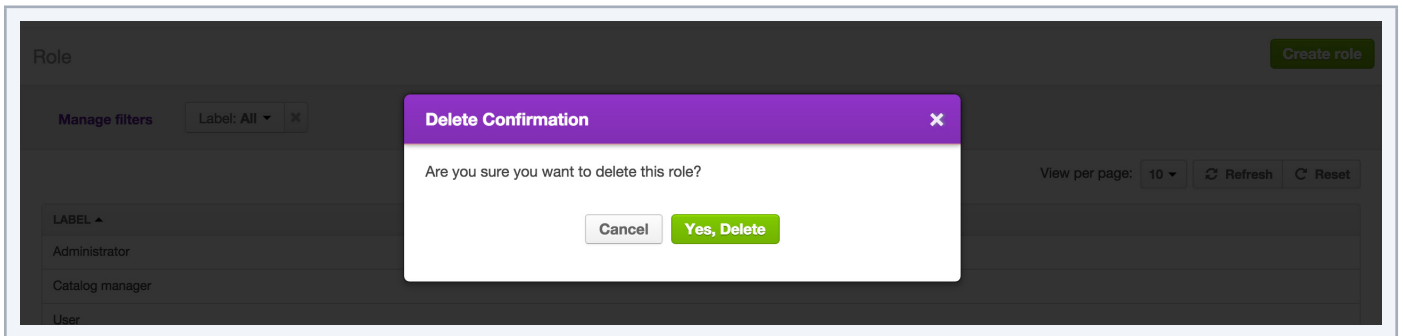 Role
Create role
Manage filters
Label: All
Delete Confirmation
Are you sure you want to delete this role?
View per page: 10 Refresh Reset
Cancel Yes, Delete
LABEL
Administrator
Catalog manager
User